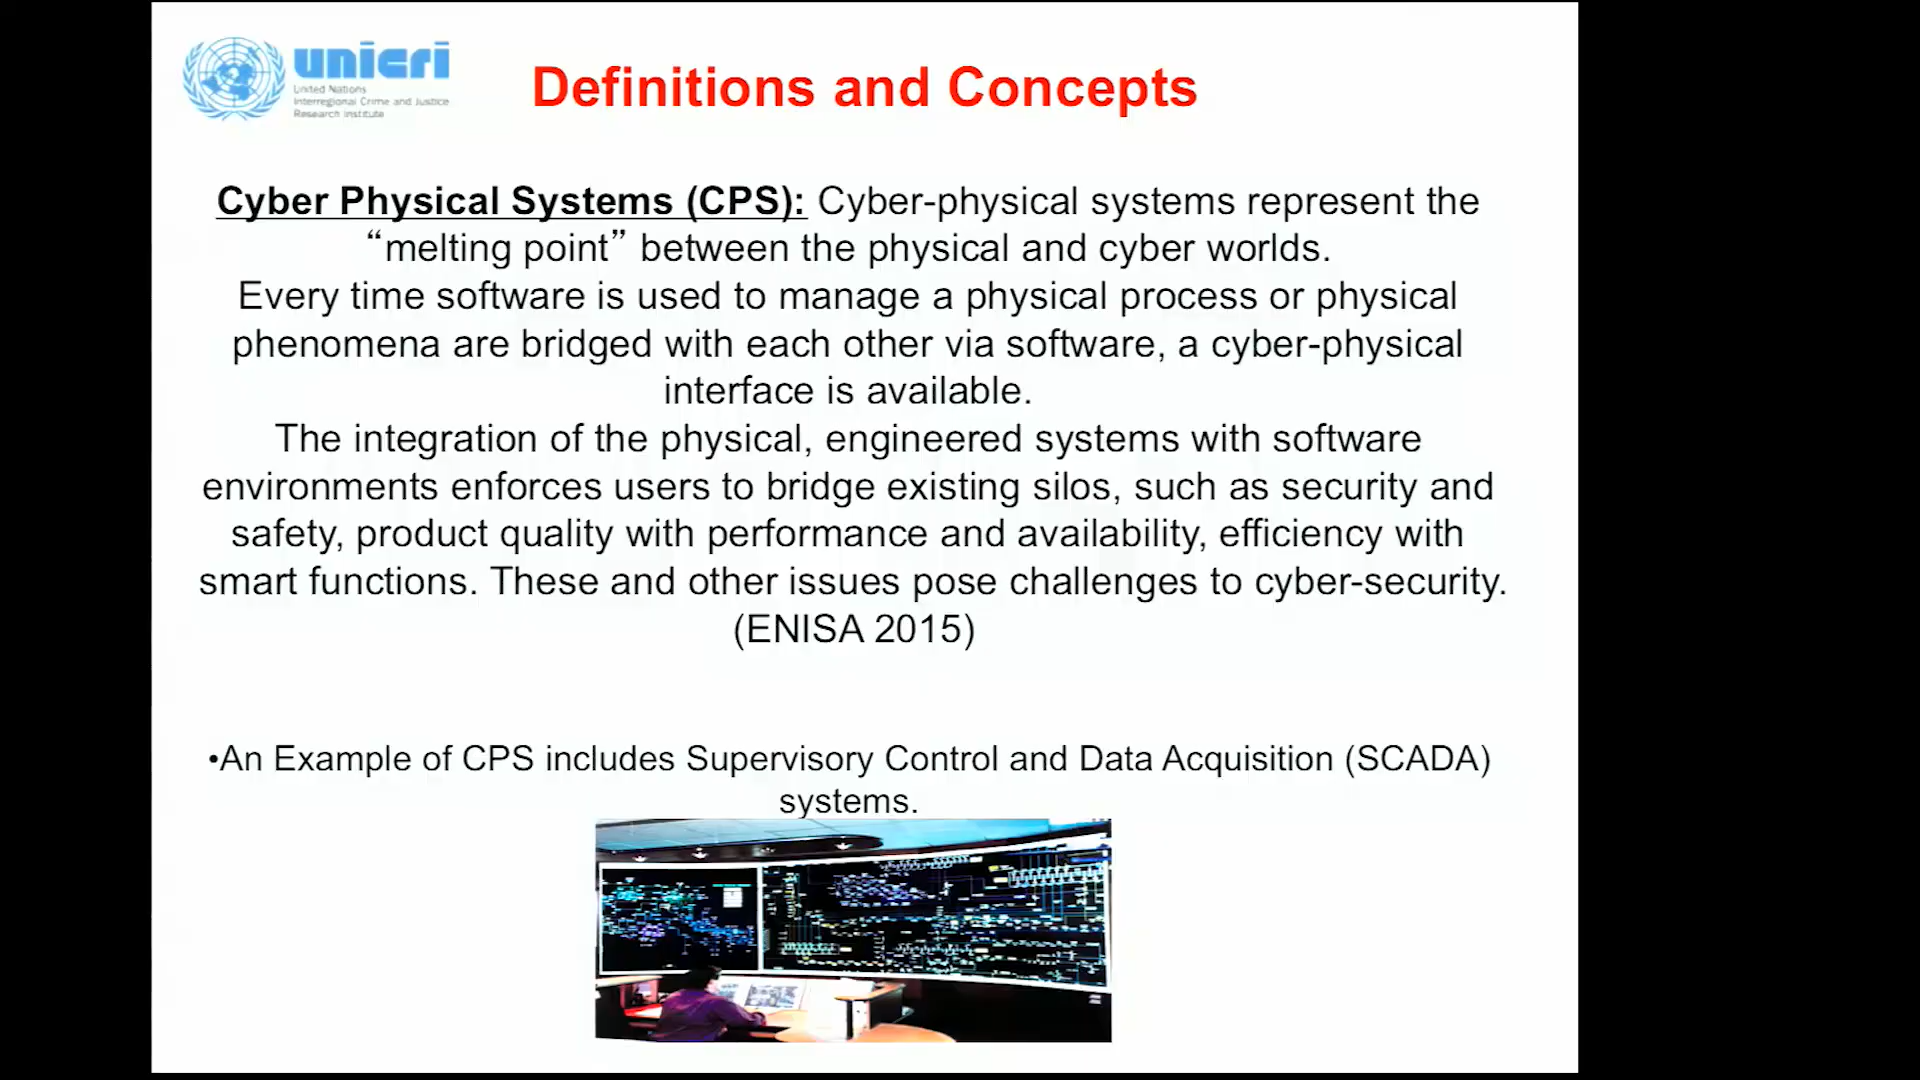 unicri
United Nations
Interregional Crime and Justice
Research Institute
Definitions and Concepts
Cyber Physical Systems (CPS): Cyber-physical systems represent the
“melting point” between the physical and cyber worlds.
Every time software is used to manage a physical process or physical
phenomena are bridged with each other via software, a cyber-physical
interface is available.
The integration of the physical, engineered systems with software
environments enforces users to bridge existing silos, such as security and
safety, product quality with performance and availability, efficiency with
smart functions. These and other issues pose challenges to cyber-security.
(ENISA 2015)
•An Example of CPS includes Supervisory Control and Data Acquisition (SCADA)
systems.